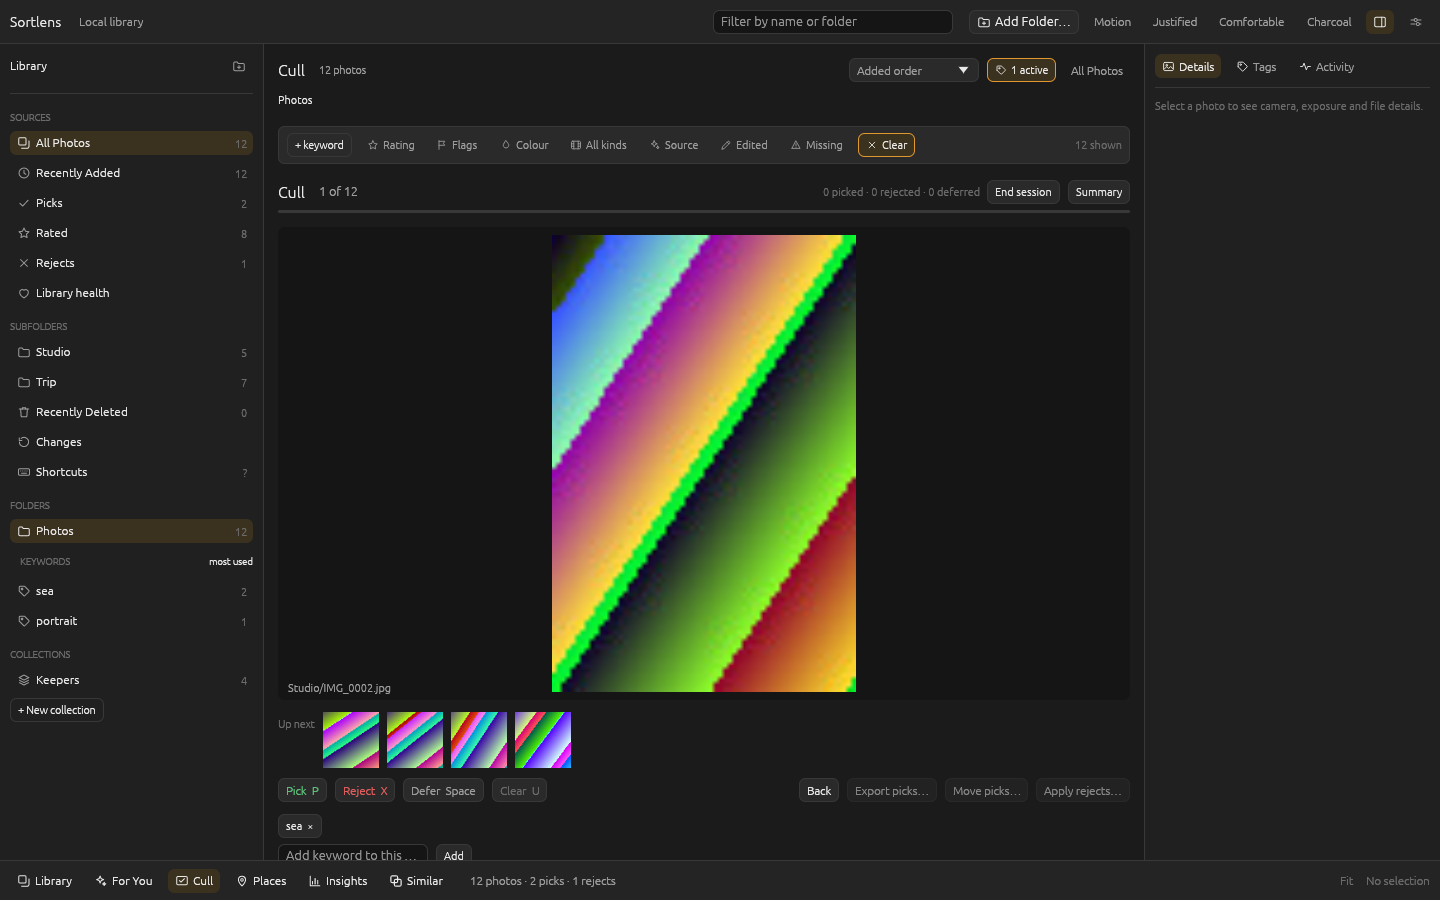 Sortlens
Local library
Filter by name or folder
Add Folder...
Motion
Justified
Comfortable
Charcoal
Library
SOURCES
All Photos 12
Recently Added 12
Picks 2
Rated 8
Rejects 1
Library health
SUBFOLDERS
Studio 5
Trip 7
Recently Deleted 0
Changes
Shortcuts ?
FOLDERS
Photos 12
KEYWORDS most used
sea 2
portrait 1
COLLECTIONS
Keepers 4
+ New collection
Cull 12 photos
Added order
1 active
All Photos
Photos
+ keyword
Rating
Flags
Colour
All kinds
Source
Edited
Missing
Clear
12 shown
Cull 1 of 12
0 picked · 0 rejected · 0 deferred
End session
Summary
Studio/IMG_0002.jpg
Up next
Pick P
Reject X
Defer Space
Clear U
Back
Export picks...
Move picks...
Apply rejects...
sea ×
Add keyword to this ...
Add
Details
Tags
Activity
Select a photo to see camera, exposure and file details.
Library
For You
Cull
Places
Insights
Similar
12 photos · 2 picks · 1 rejects
Fit
No selection